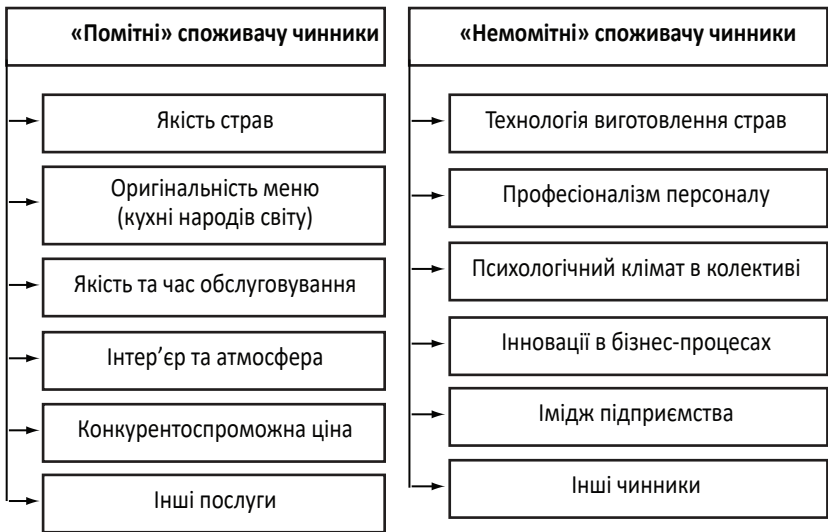 «Помітні» споживачу чинники
Якість страв
Оригінальність меню
(кухні народів світу)
Якість та час обслуговування
Інтер’єр та атмосфера
Конкурентоспроможна ціна
Інші послуги
«Немомітні» споживачу чинники
Технологія виготовлення страв
Професіоналізм персоналу
Психологічний клімат в колективі
Інновації в бізнес-процесах
Імідж підприємства
Інші чинники